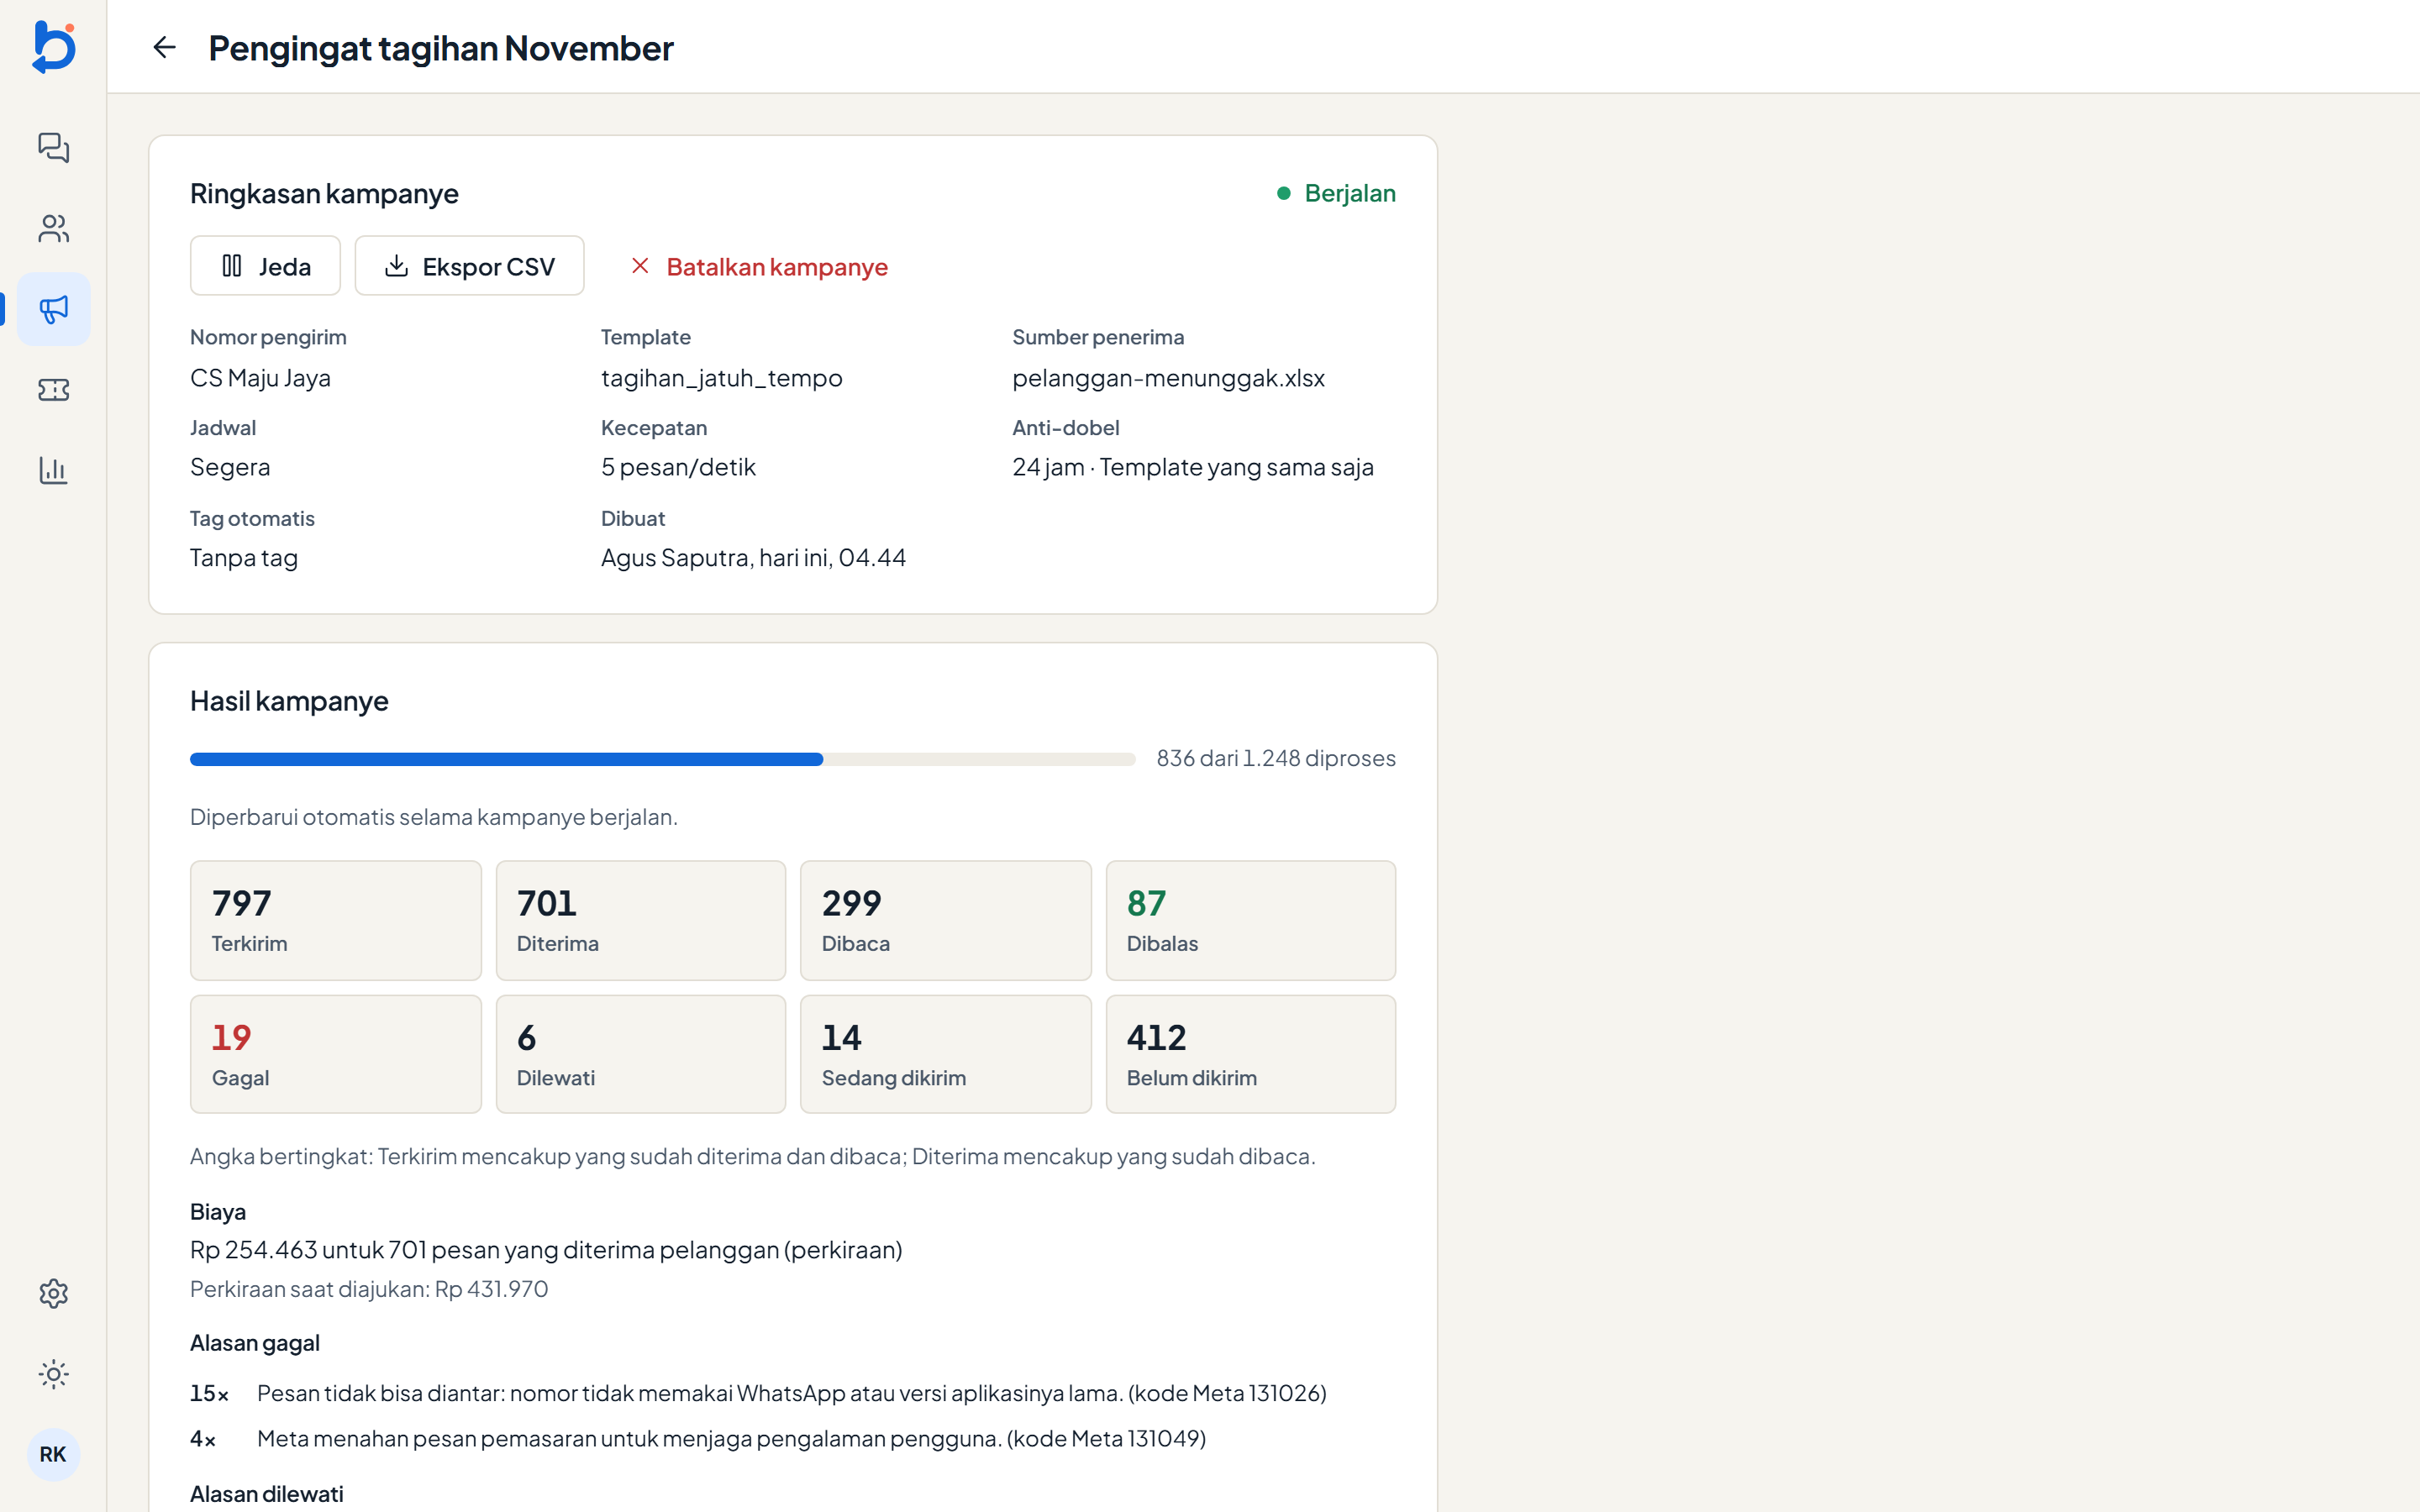 Pengingat tagihan November
Ringkasan kampanye
Berjalan
Jeda
Ekspor CSV
Batalkan kampanye
Nomor pengirim
Template
Sumber penerima
CS Maju Jaya
tagihan_jatuh_tempo
pelanggan-menunggak.xlsx
Jadwal
Kecepatan
Anti-dobel
Segera
5 pesan/detik
24 jam · Template yang sama saja
Tag otomatis
Dibuat
Tanpa tag
Agus Saputra, hari ini, 04.44
Hasil kampanye
836 dari 1.248 diproses
Diperbarui otomatis selama kampanye berjalan.
797
Terkirim
701
Diterima
299
Dibaca
87
Dibalas
19
Gagal
6
Dilewati
14
Sedang dikirim
412
Belum dikirim
Angka bertingkat: Terkirim mencakup yang sudah diterima dan dibaca; Diterima mencakup yang sudah dibaca.
Biaya
Rp 254.463 untuk 701 pesan yang diterima pelanggan (perkiraan)
Perkiraan saat diajukan: Rp 431.970
Alasan gagal
15× Pesan tidak bisa diantar: nomor tidak memakai WhatsApp atau versi aplikasinya lama. (kode Meta 131026)
4× Meta menahan pesan pemasaran untuk menjaga pengalaman pengguna. (kode Meta 131049)
Alasan dilewati
RK